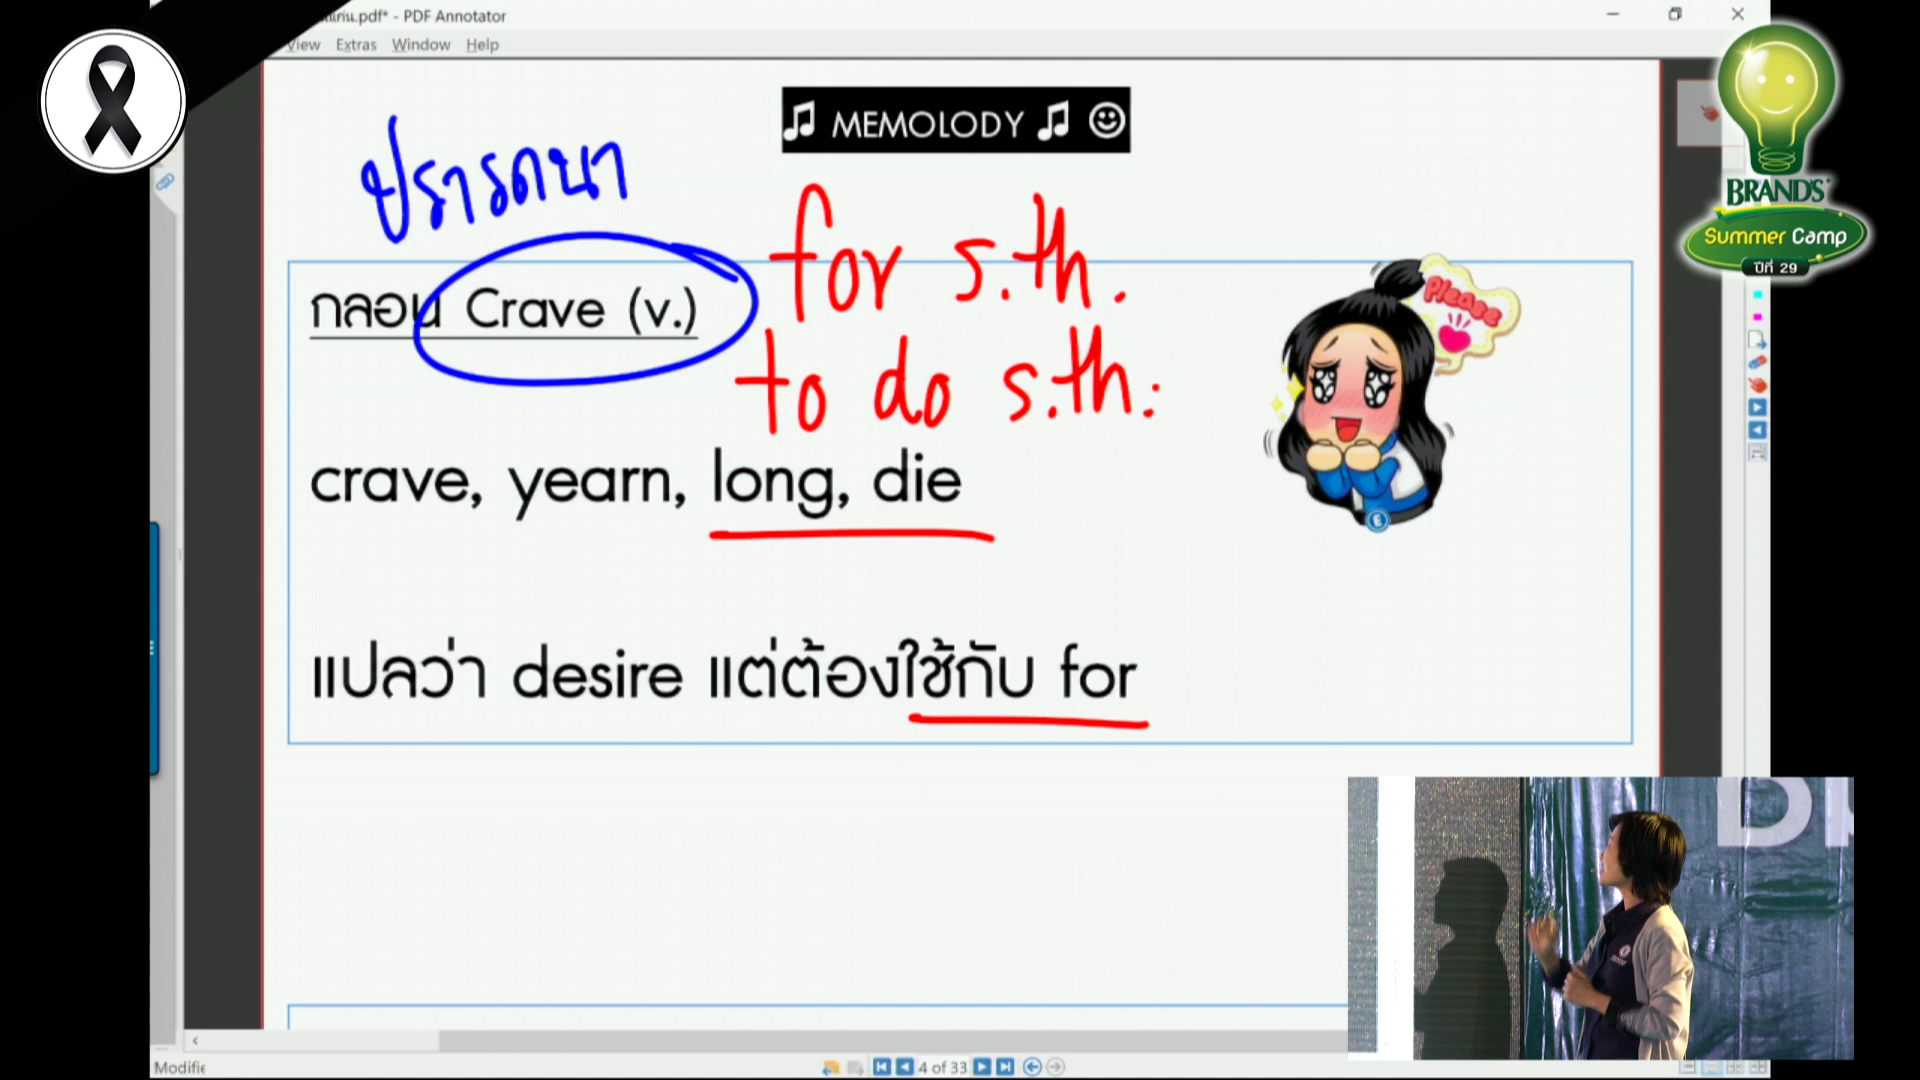 .pdf* - PDF Annotator
View Extras Window Help
♫ MEMOLODY ♫ ☺
ปรารถนา
for s.th.
กลอน Crave (v.)
to do s.th.
Please
crave, yearn, long, die
แปลว่า desire แต่ต้องใช้กับ for
BRAND'S
Summer Camp
ปีที่ 29
4 of 33